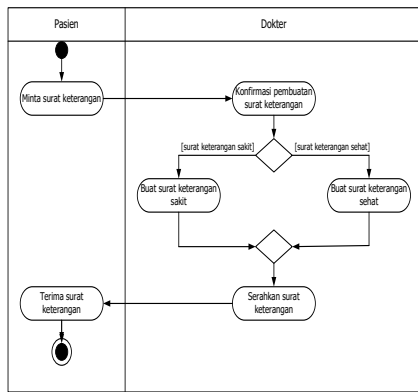 Pasien
Dokter
Minta surat keterangan
Konfirmasi pembuatan
surat keterangan
[surat keterangan sakit]
[surat keterangan sehat]
Buat surat keterangan
sakit
Buat surat keterangan
sehat
Terima surat
keterangan
Serahkan surat
keterangan